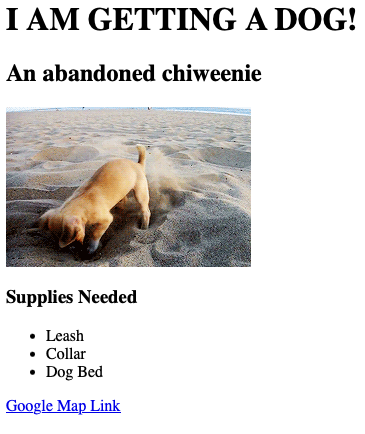 I AM GETTING A DOG!
An abandoned chiweenie
Supplies Needed
• Leash
• Collar
• Dog Bed
Google Map Link